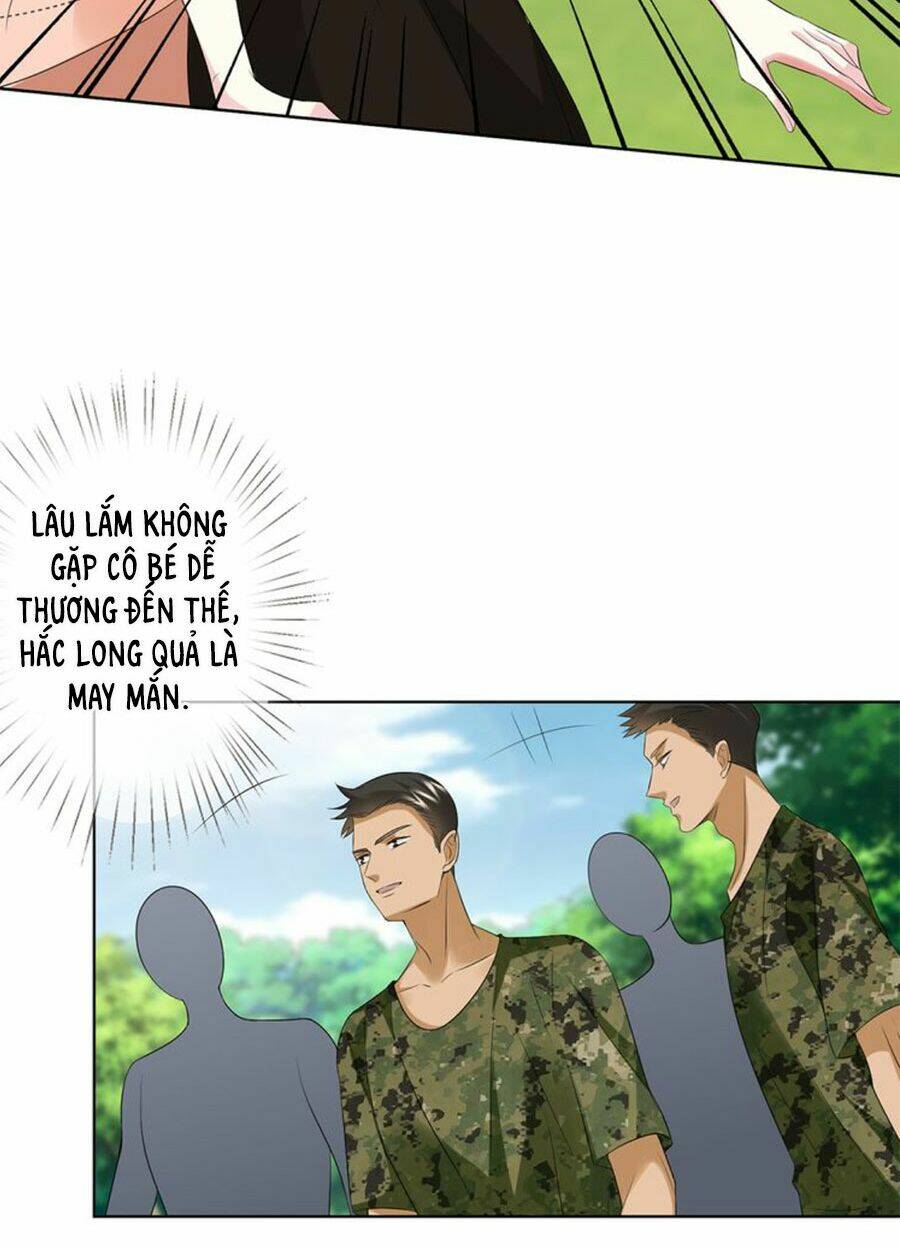 LÂU LẮM KHÔNG
GẶP CÔ BÉ DỄ
THƯƠNG ĐẾN THẾ,
HẮC LONG QUẢ LÀ
MAY MẮN.